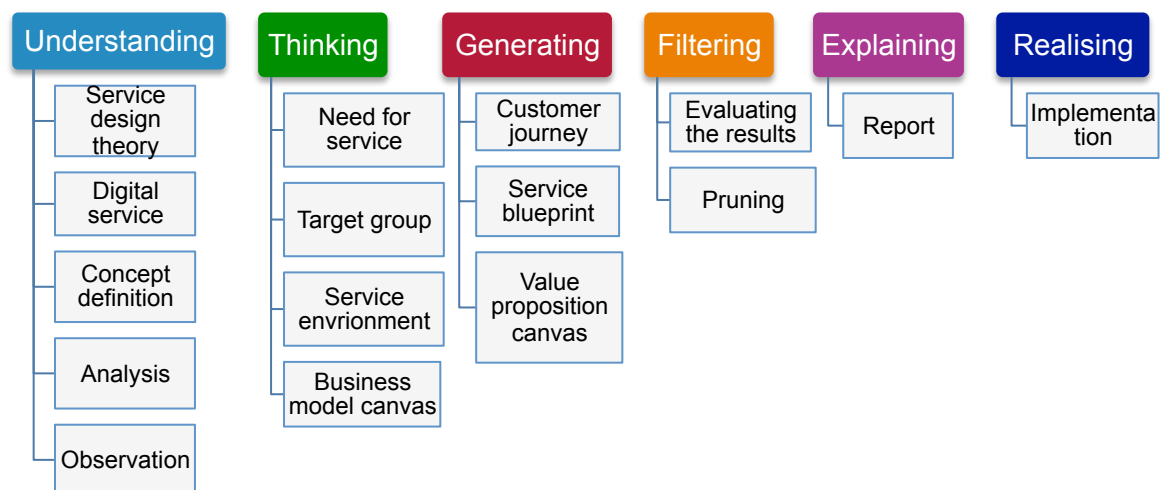 Understanding
Service
design
theory
Digital
service
Concept
definition
Analysis
Observation
Thinking
Need for
service
Target group
Service
envrionment
Business
model canvas
Generating
Customer
journey
Service
blueprint
Value
proposition
canvas
Filtering
Evaluating
the results
Pruning
Explaining
Report
Realising
Implementa
tion